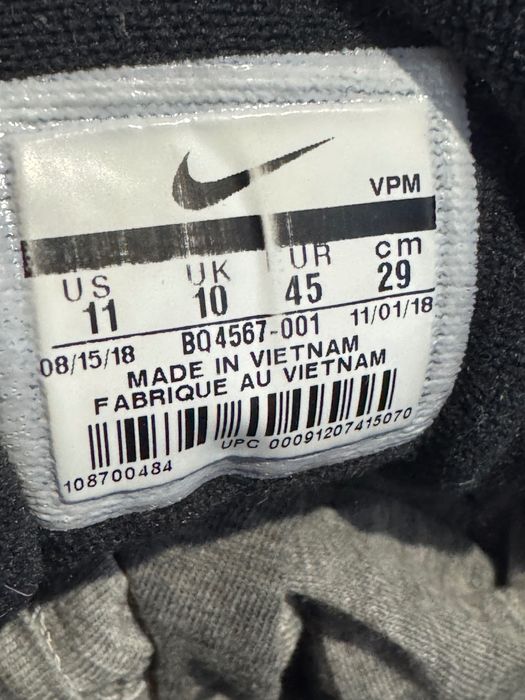 VPM
US UK UR cm
11 10 45 29
08/15/18 BQ4567-001 11/01/18
MADE IN VIETNAM
FABRIQUE AU VIETNAM
108700484 UPC 00091207415070